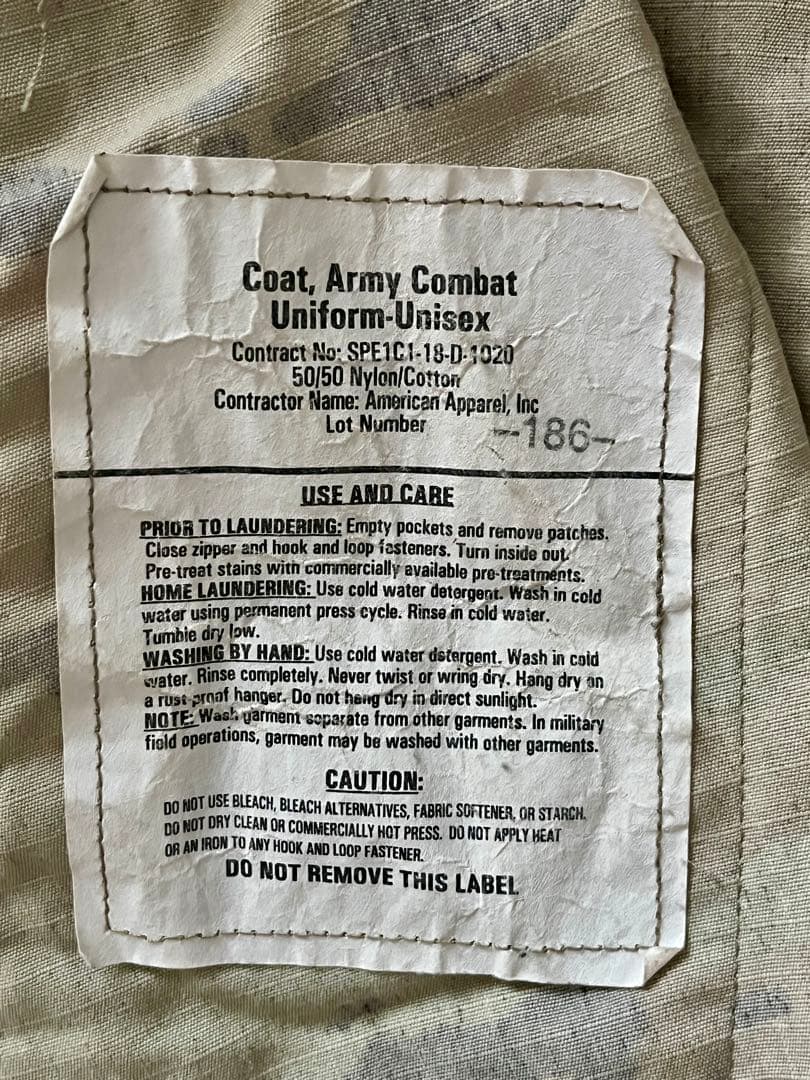 Coat, Army Combat
Uniform-Unisex
Contract No: SPE1C1-18-D-1020
50/50 Nylon/Cotton
Contractor Name: American Apparel, Inc
Lot Number -186-
USE AND CARE
PRIOR TO LAUNDERING: Empty pockets and remove patches.
Close zipper and hook and loop fasteners. Turn inside out.
Pre-treat stains with commercially available pre-treatments.
HOME LAUNDERING: Use cold water detergent. Wash in cold
water using permanent press cycle. Rinse in cold water.
Tumble dry low.
WASHING BY HAND: Use cold water detergent. Wash in cold
water. Rinse completely. Never twist or wring dry. Hang dry on
a rust-proof hanger. Do not hang dry in direct sunlight.
NOTE: Wash garment separate from other garments. In military
field operations, garment may be washed with other garments.
CAUTION:
DO NOT USE BLEACH, BLEACH ALTERNATIVES, FABRIC SOFTENER, OR STARCH.
DO NOT DRY CLEAN OR COMMERCIALLY HOT PRESS. DO NOT APPLY HEAT
OR AN IRON TO ANY HOOK AND LOOP FASTENER.
DO NOT REMOVE THIS LABEL